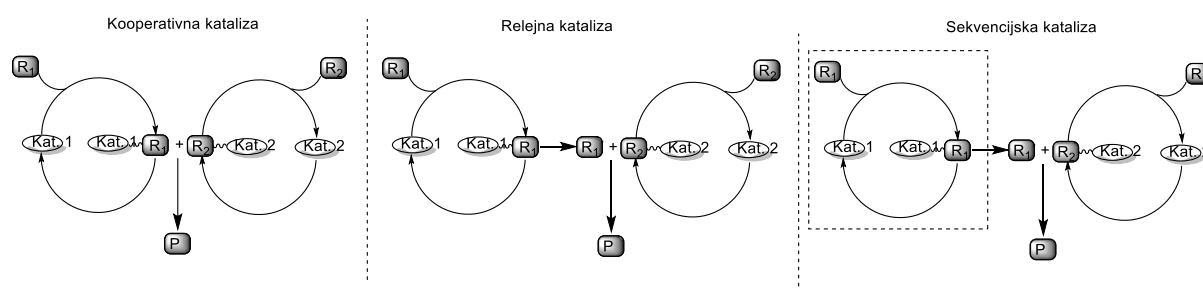 Kooperativna kataliza
Relejna kataliza
Sekvencijska kataliza
R1
R2
Kat. 1
Kat. 1
R1
+
R2
Kat. 2
Kat. 2
P
R1
R2
Kat. 1
Kat. 1
R1
R1
+
R2
Kat. 2
Kat. 2
P
R1
R
Kat. 1
Kat. 1
R1
R1
+
R2
Kat. 2
Kat.
P